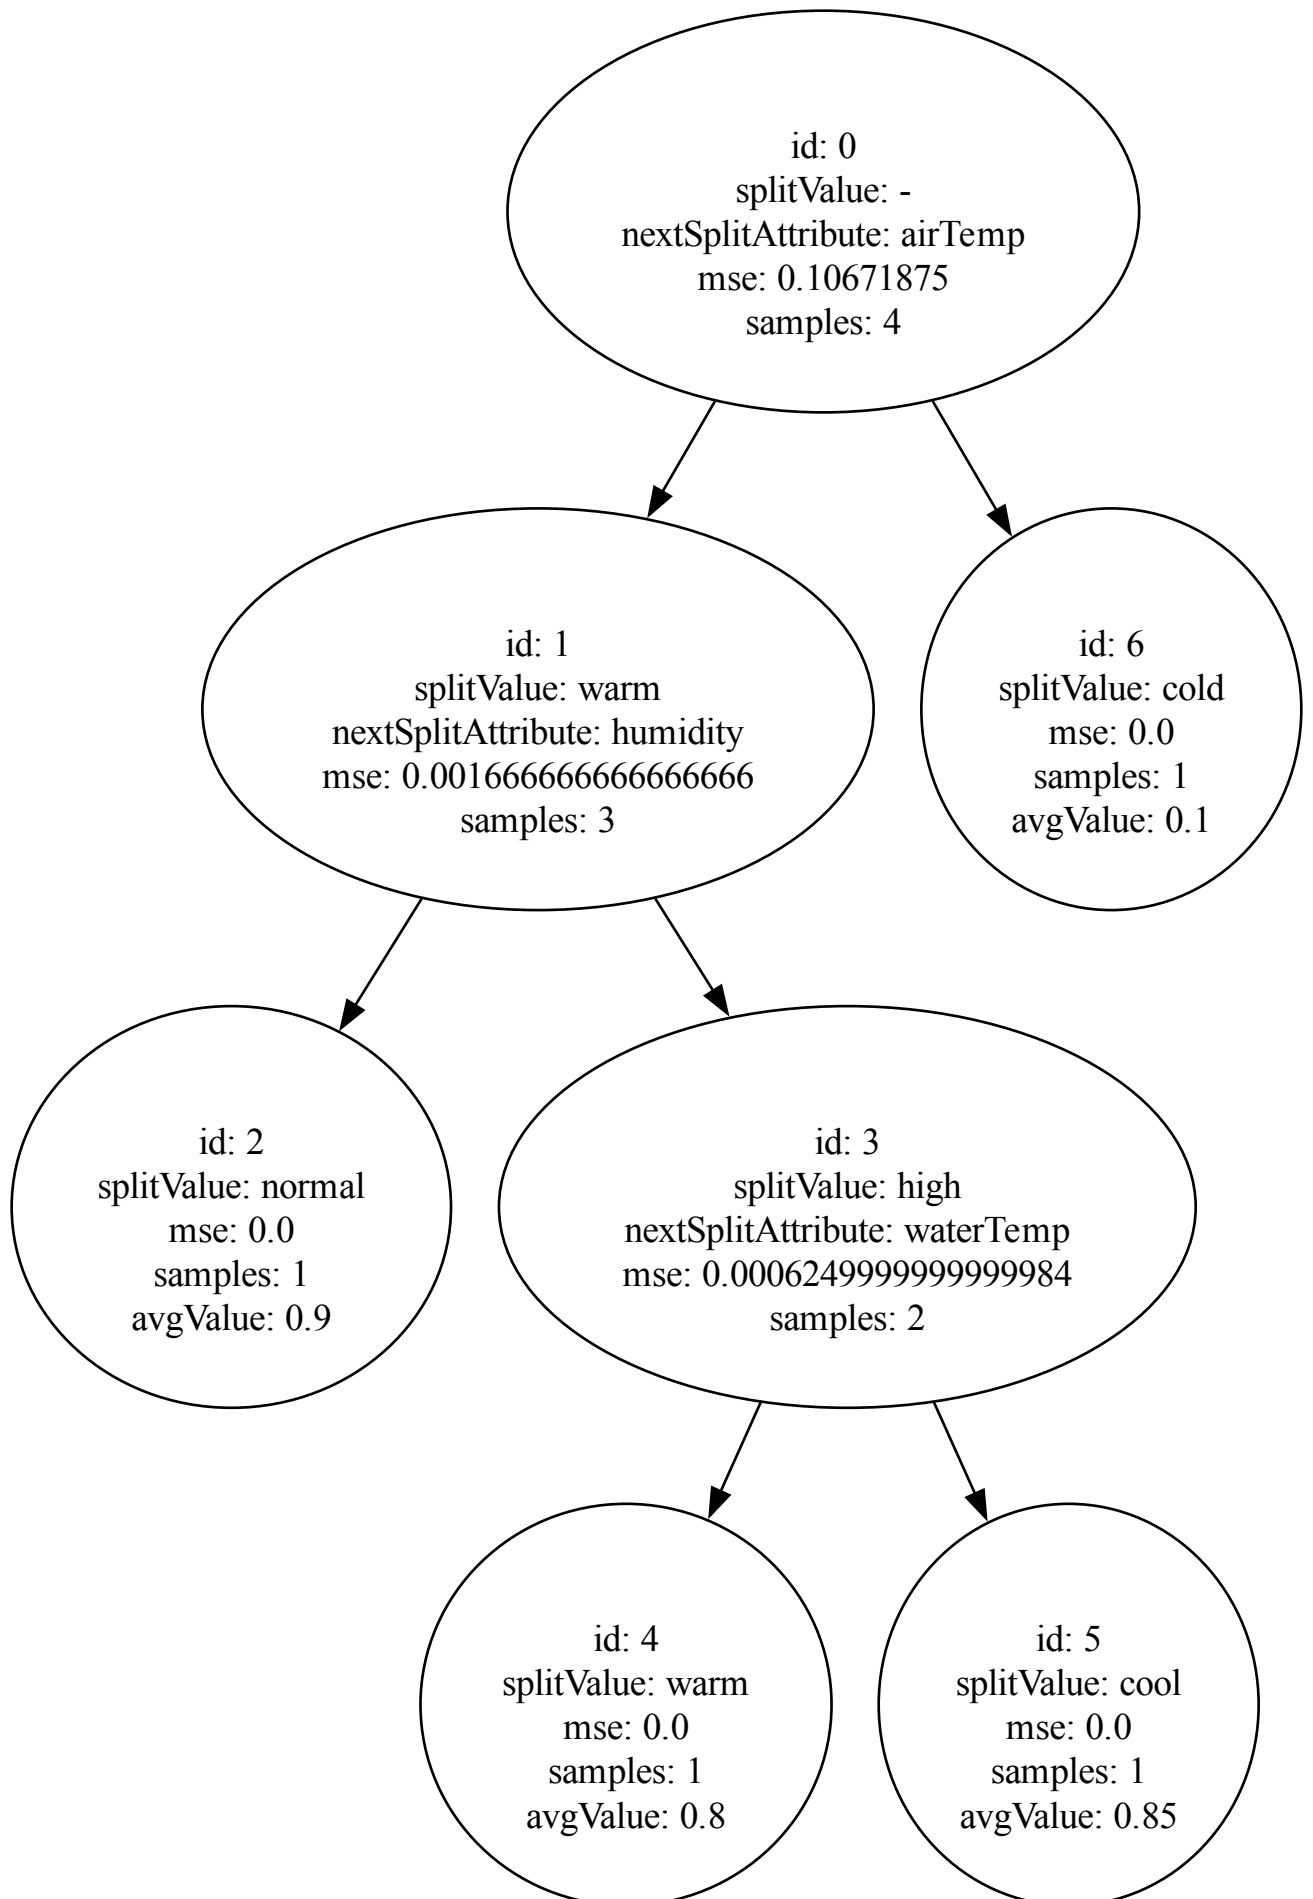 id: 0
splitValue: -
nextSplitAttribute: airTemp
mse: 0.10671875
samples: 4
id: 1
splitValue: warm
nextSplitAttribute: humidity
mse: 0.0016666666666666666
samples: 3
id: 6
splitValue: cold
mse: 0.0
samples: 1
avgValue: 0.1
id: 2
splitValue: normal
mse: 0.0
samples: 1
avgValue: 0.9
id: 3
splitValue: high
nextSplitAttribute: waterTemp
mse: 0.0006249999999999984
samples: 2
id: 4
splitValue: warm
mse: 0.0
samples: 1
avgValue: 0.8
id: 5
splitValue: cool
mse: 0.0
samples: 1
avgValue: 0.85